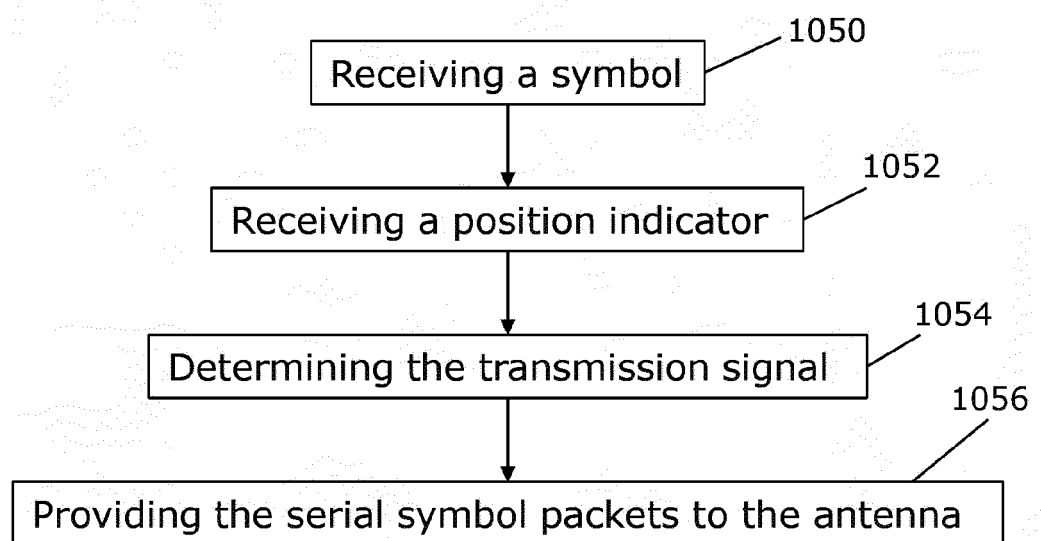 1050
Receiving a symbol
1052
Receiving a position indicator
1054
Determining the transmission signal
1056
Providing the serial symbol packets to the antenna